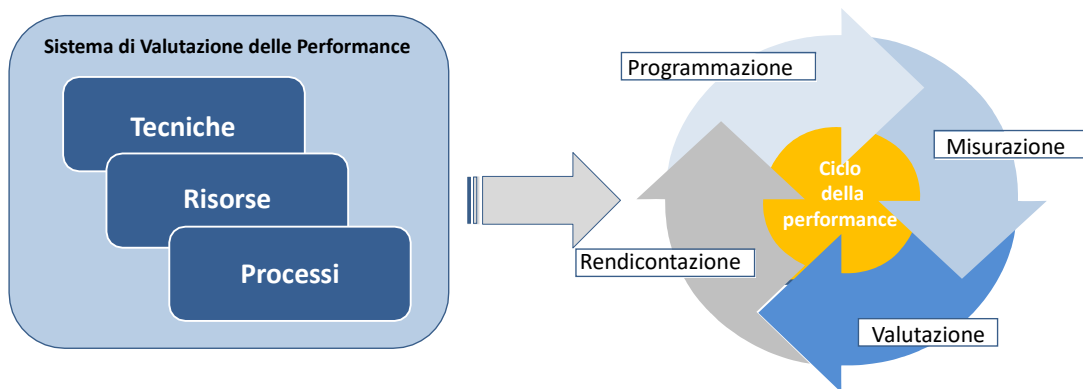 Sistema di Valutazione delle Performance
Tecniche
Risorse
Processi
Programmazione
Misurazione
Ciclo
della
performance
Rendicontazione
Valutazione